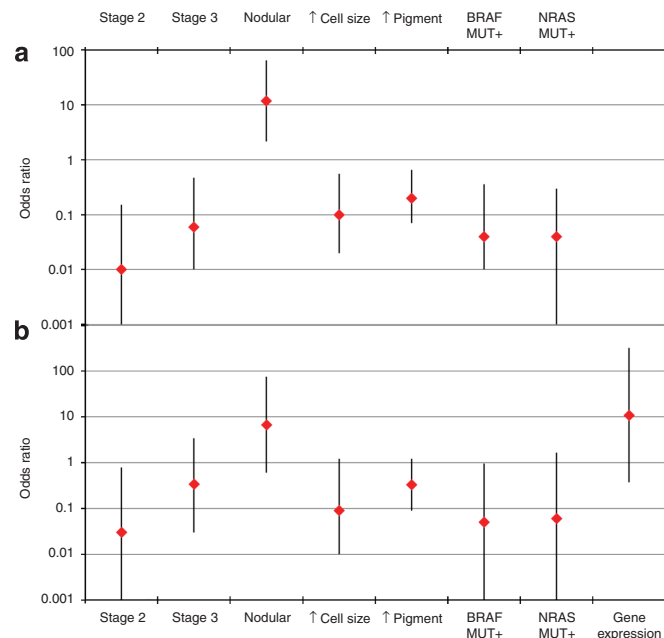 Stage 2 Stage 3 Nodular ↑ Cell size ↑ Pigment BRAF MUT+ NRAS MUT+
a
100
10
1
0.1
0.01
0.001
Odds ratio
b
100
10
1
0.1
0.01
0.001
Odds ratio
Stage 2 Stage 3 Nodular ↑ Cell size ↑ Pigment BRAF MUT+ NRAS MUT+ Gene expression